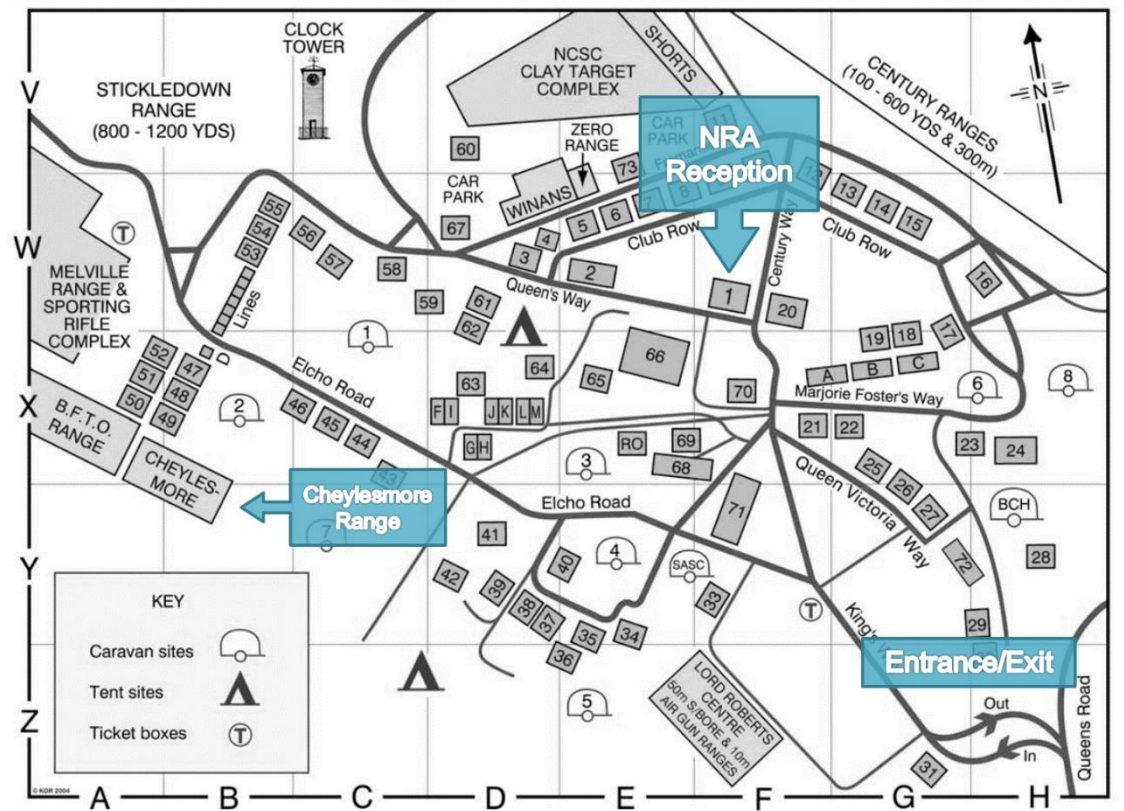 CLOCK
TOWER
V
STICKLEDOWN
RANGE
(800 - 1200 YDS)
NCSC
CLAY TARGET
COMPLEX
SHORTS
CENTURY RANGES
(100 - 600 YDS & 300m)
N
CAR
PARK
11
NRA
Reception
60
ZERO
RANGE
73
CAR
PARK
WINANS
67
5
6
7
8
12
13
14
15
Club Row
Club Row
Century Way
W
T
MELVILLE
RANGE &
SPORTING
RIFLE
COMPLEX
55
54
53
56
57
58
59
Lines
D
3
4
2
Queen's Way
1
20
16
61
62
1
64
66
65
63
70
19
18
17
A
B
C
Marjorie Foster's Way
6
8
X
52
51
50
47
48
49
2
Elcho Road
46
45
44
43
F I
J K
L M
G H
RO
69
68
3
21
22
23
24
25
26
27
Queen Victoria
Way
B.F.T.O.
RANGE
CHEYLES-
MORE
Cheylesmore
Range
7
Elcho Road
71
BCH
28
72
Y
41
42
39
38
37
40
4
SASC
33
35
34
36
T
29
King's
Entrance/Exit
KEY
Caravan sites
Tent sites
Ticket boxes
T
5
LORD ROBERTS
CENTRE
50m S/BORE & 10m
AIR GUN RANGES
Z
Out
In
Queens Road
31
© KDR 2004
A
B
C
D
E
F
G
H